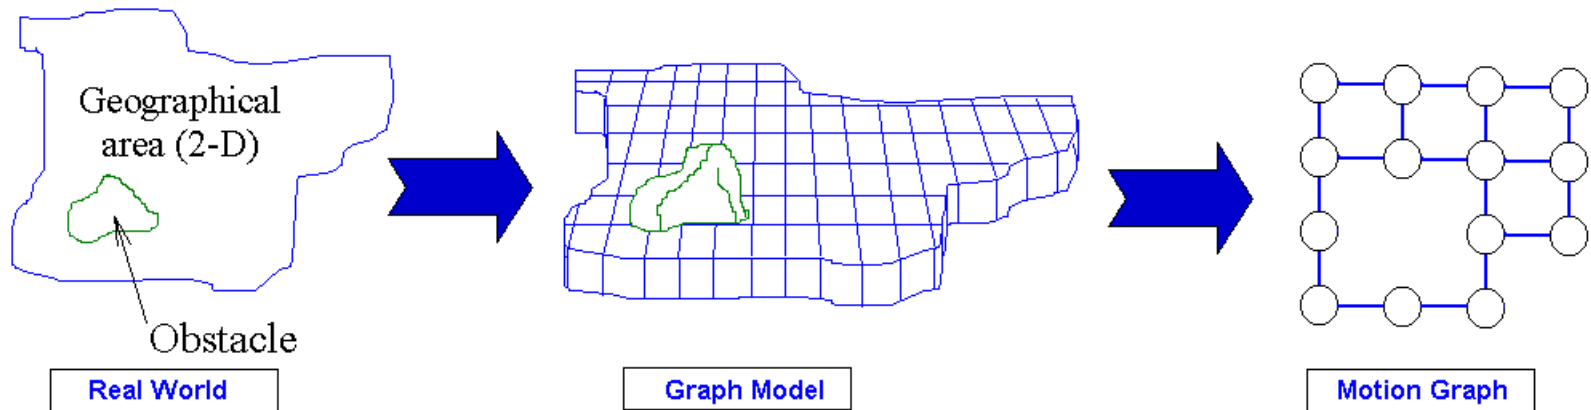 Geographical
area (2-D)
Obstacle
Real World
Graph Model
Motion Graph